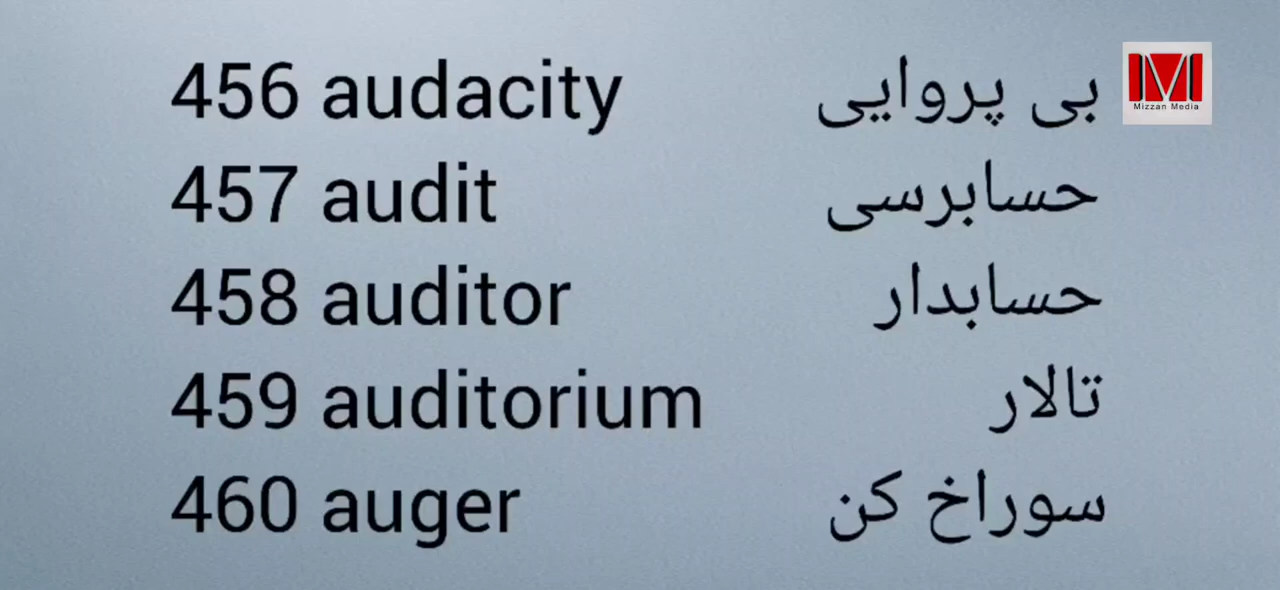 456 audacity بی پروایی
457 audit حسابرسی
458 auditor حسابدار
459 auditorium تالار
460 auger سوراخ کن
Mizzan Media